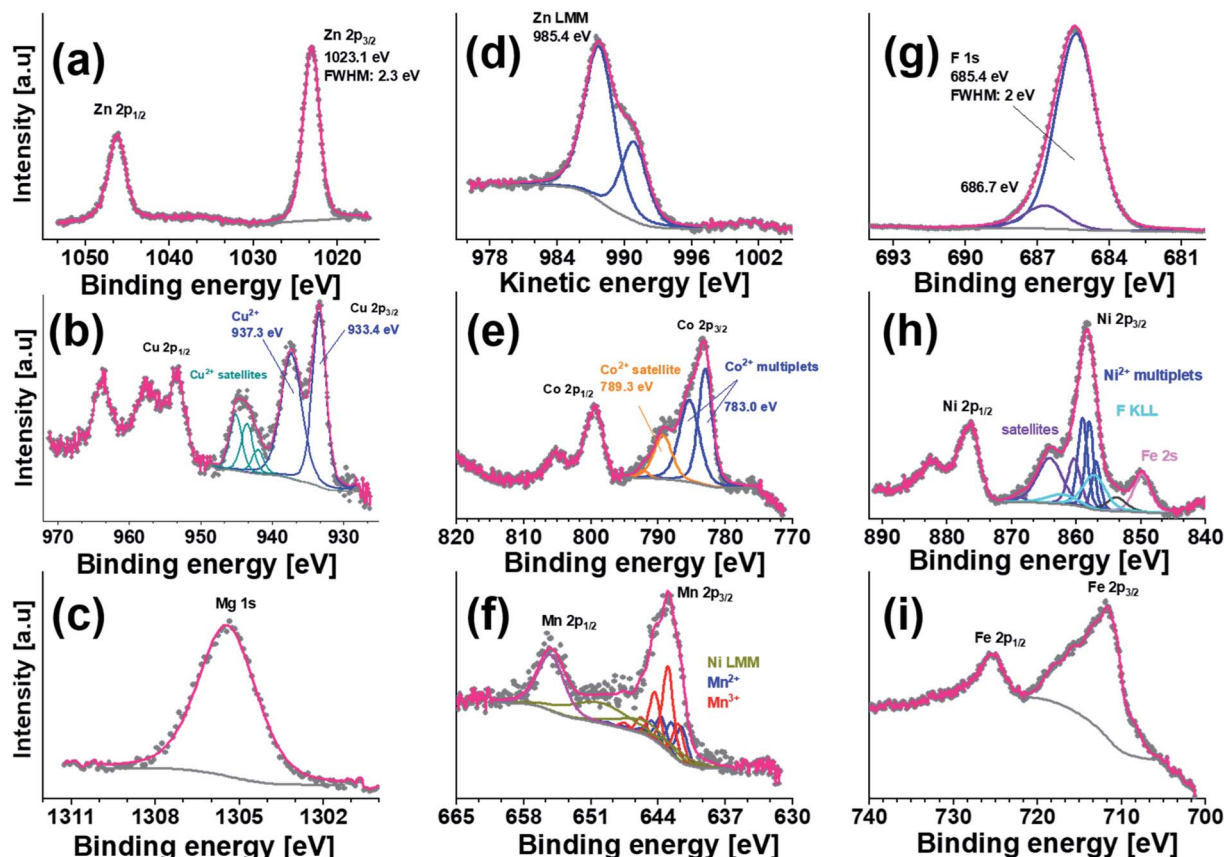 (a)
Zn 2p1/2
Zn 2p3/2
1023.1 eV
FWHM: 2.3 eV
Intensity [a.u]
1050
1040
1030
1020
Binding energy [eV]
(d)
Zn LMM
985.4 eV
978
984
990
996
1002
Kinetic energy [eV]
(g)
F 1s
685.4 eV
FWHM: 2 eV
686.7 eV
693
690
687
684
681
Binding energy [eV]
(b)
Cu 2p1/2
Cu2+ satellites
Cu2+
937.3 eV
Cu 2p3/2
933.4 eV
Intensity [a.u]
970
960
950
940
930
Binding energy [eV]
(e)
Co 2p1/2
Co2+ satellite
789.3 eV
Co 2p3/2
Co2+ multiplets
783.0 eV
820
810
800
790
780
770
Binding energy [eV]
(h)
Ni 2p1/2
satellites
Ni 2p3/2
Ni2+ multiplets
F KLL
Fe 2s
890
880
870
860
850
840
Binding energy [eV]
(c)
Mg 1s
Intensity [a.u]
1311
1308
1305
1302
Binding energy [eV]
(f)
Mn 2p1/2
Mn 2p3/2
Ni LMM
Mn2+
Mn3+
665
658
651
644
637
630
Binding energy [eV]
(i)
Fe 2p1/2
Fe 2p3/2
740
730
720
710
700
Binding energy [eV]